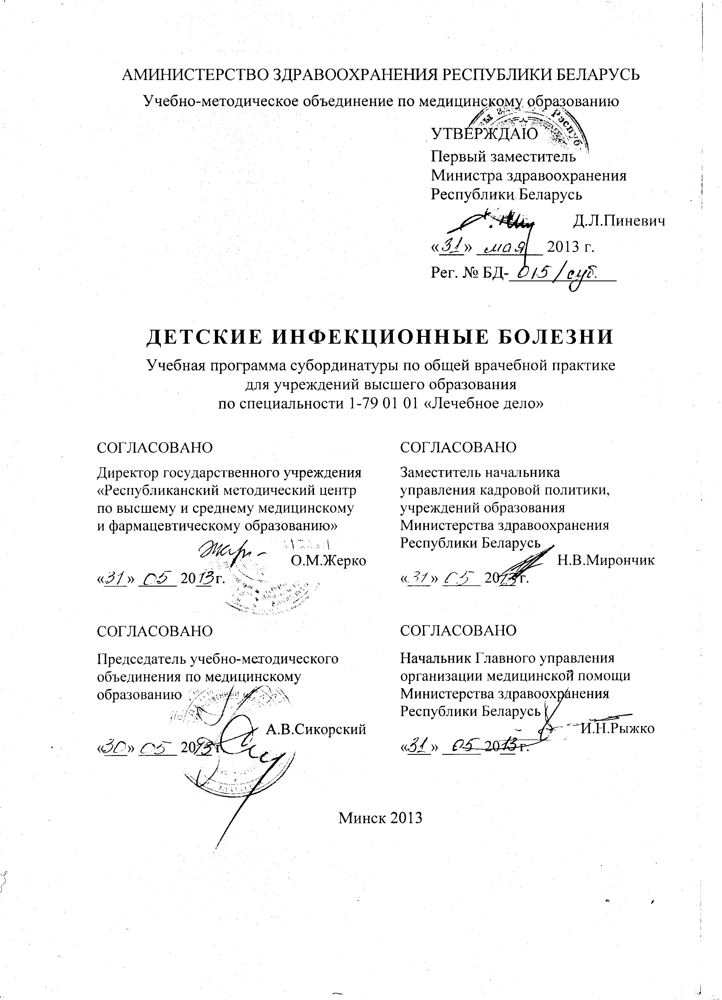 АМИНИСТЕРСТВО ЗДРАВООХРАНЕНИЯ РЕСПУБЛИКИ БЕЛАРУСЬ
Учебно-методическое объединение по медицинскому образованию
УТВЕРЖДАЮ
Первый заместитель
Министра здравоохранения
Республики Беларусь
Д.Л.Пиневич
«31» мая 2013 г.
Рег. № БД-015/суб.
ДЕТСКИЕ ИНФЕКЦИОННЫЕ БОЛЕЗНИ
Учебная программа субординатуры по общей врачебной практике
для учреждений высшего образования
по специальности 1-79 01 01 «Лечебное дело»
СОГЛАСОВАНО
Директор государственного учреждения
«Республиканский методический центр
по высшему и среднему медицинскому
и фармацевтическому образованию»
О.М.Жерко
«31» 05 2013г.
СОГЛАСОВАНО
Заместитель начальника
управления кадровой политики,
учреждений образования
Министерства здравоохранения
Республики Беларусь
Н.В.Мирончик
«31» 05 2013г.
СОГЛАСОВАНО
Председатель учебно-методического
объединения по медицинскому
образованию
А.В.Сикорский
«30» 05 2013г
СОГЛАСОВАНО
Начальник Главного управления
организации медицинской помощи
Министерства здравоохранения
Республики Беларусь
И.Н.Рыжко
«31» 05 2013г.
Минск 2013